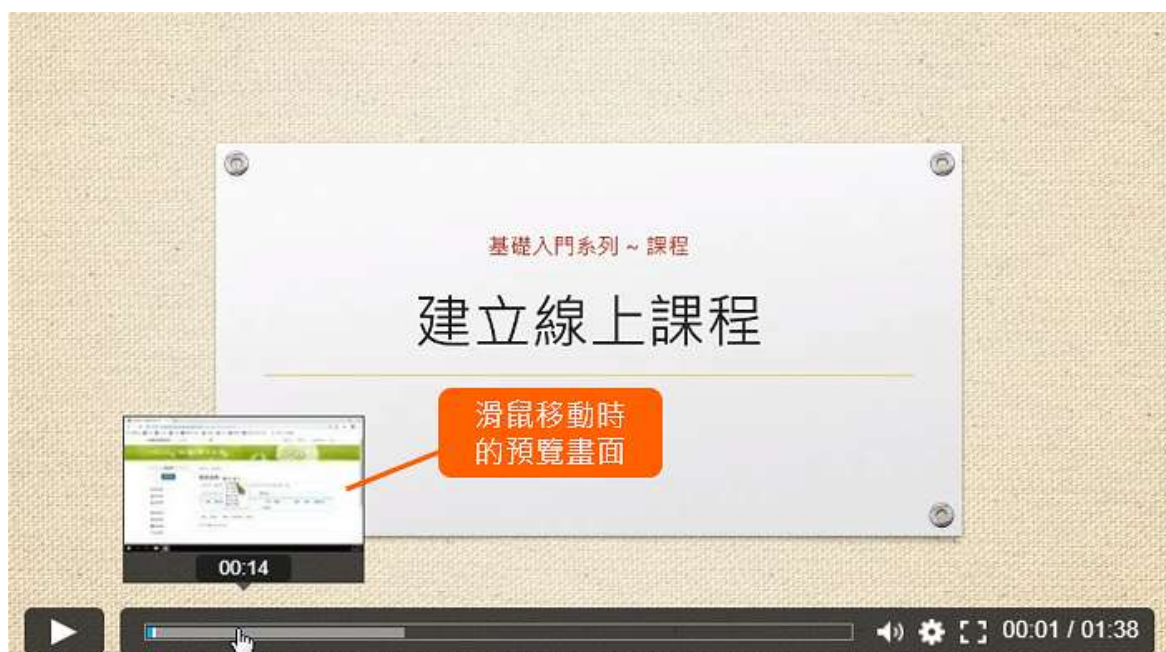 基礎入門系列 ~ 課程
建立線上課程
滑鼠移動時
的預覽畫面
00:14
00:01 / 01:38